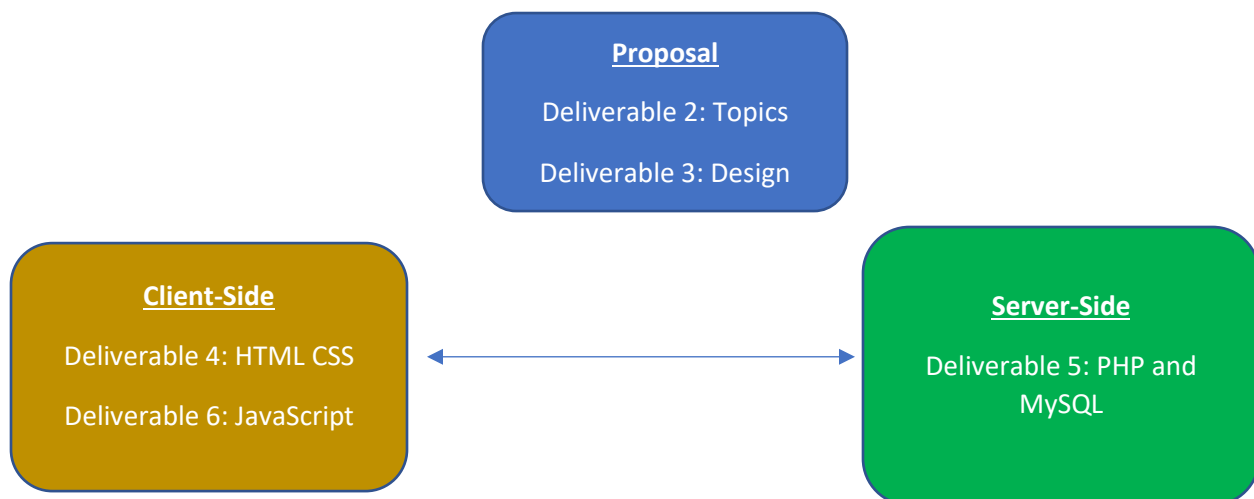 Proposal
Deliverable 2: Topics
Deliverable 3: Design
Client-Side
Deliverable 4: HTML CSS
Deliverable 6: JavaScript
Server-Side
Deliverable 5: PHP and
MySQL